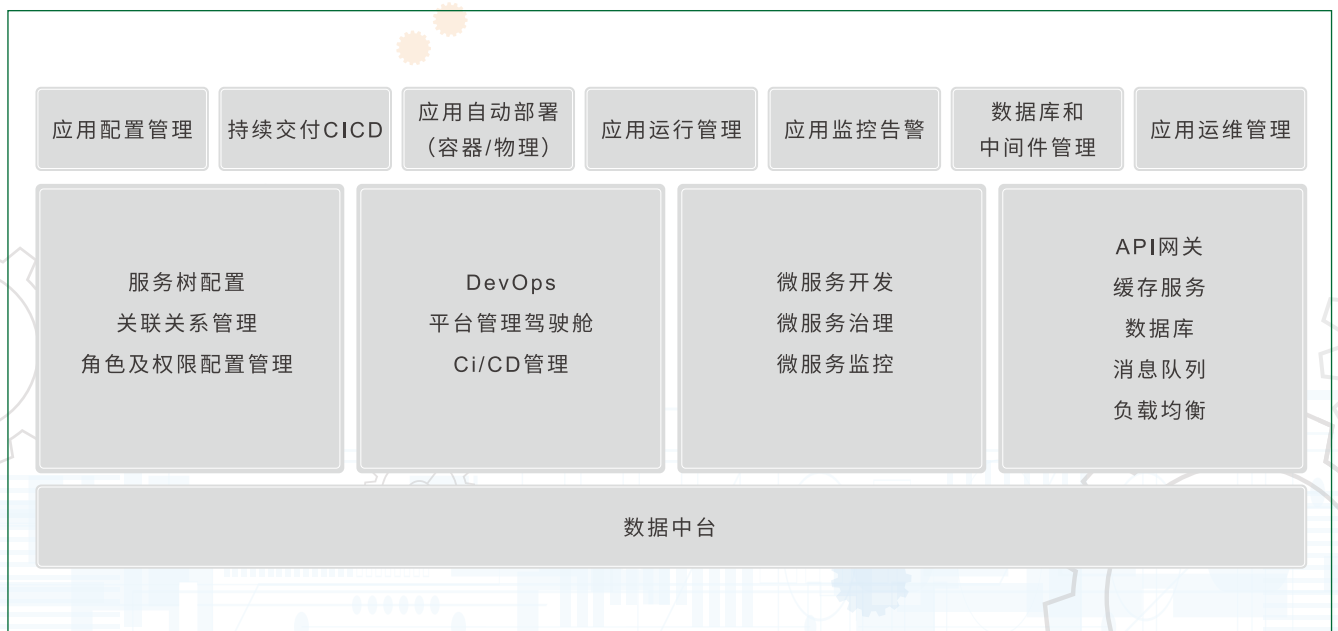 应用配置管理
持续交付CICD
应用自动部署
（容器/物理）
应用运行管理
应用监控告警
数据库和
中间件管理
应用运维管理
服务树配置
关联关系管理
角色及权限配置管理
DevOps
平台管理驾驶舱
Ci/CD管理
微服务开发
微服务治理
微服务监控
API网关
缓存服务
数据库
消息队列
负载均衡
数据中台